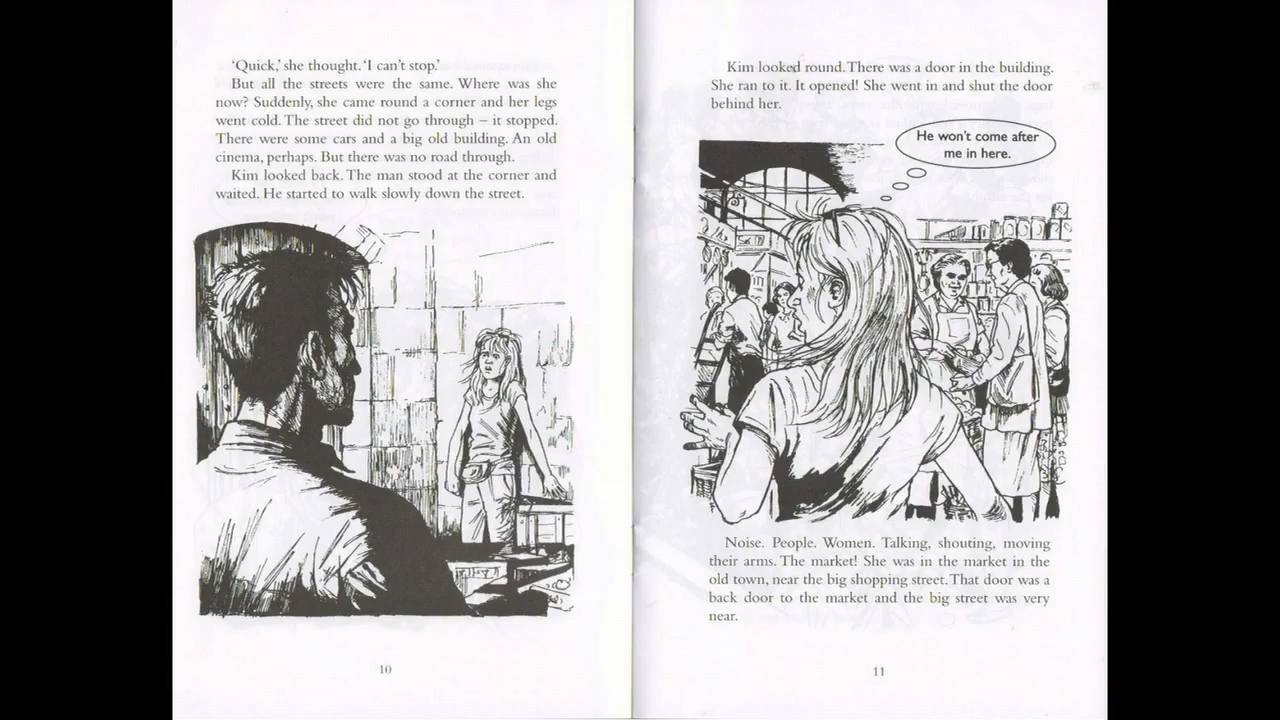 ‘Quick,’ she thought. ‘I can’t stop.’
But all the streets were the same. Where was she
now? Suddenly, she came round a corner and her legs
went cold. The street did not go through – it stopped.
There were some cars and a big old building. An old
cinema, perhaps. But there was no road through.
Kim looked back. The man stood at the corner and
waited. He started to walk slowly down the street.
10
Kim looked round. There was a door in the building.
She ran to it. It opened! She went in and shut the door
behind her.
He won’t come after
me in here.
Noise. People. Women. Talking, shouting, moving
their arms. The market! She was in the market in the
old town, near the big shopping street. That door was a
back door to the market and the big street was very
near.
11